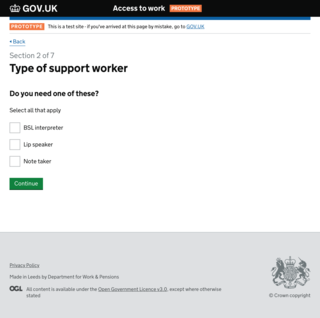 GOV.UK
Access to work PROTOTYPE
PROTOTYPE This is a test site - if you've arrived at this page by mistake, go to GOV.UK
Back
Section 2 of 7
Type of support worker
Do you need one of these?
Select all that apply
BSL interpreter
Lip speaker
Note taker
Continue
Privacy Policy
Made in Leeds by Department for Work & Pensions
OGL All content is available under the Open Government Licence v3.0, except where otherwise
stated
© Crown copyright